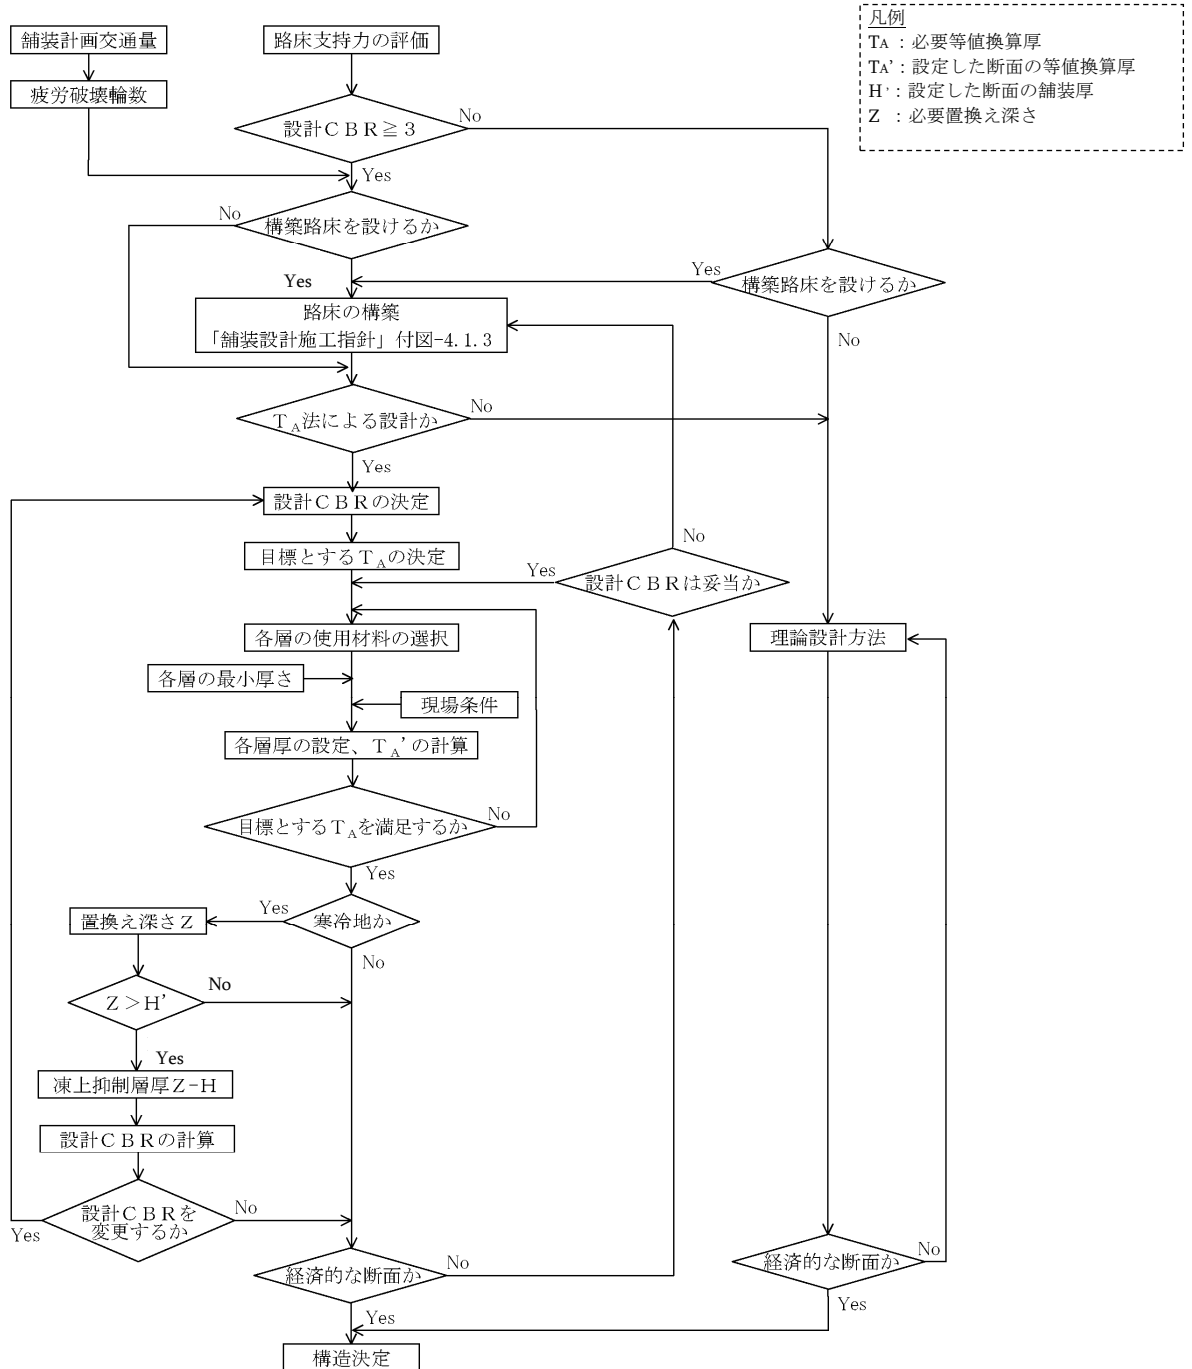 凡例
TA：必要等値換算厚
TA'：設定した断面の等値換算厚
H'：設定した断面の舗装厚
Z ：必要置換え深さ
舗装計画交通量
路床支持力の評価
疲労破壊輪数
設計CBR≧3
No
Yes
No
構築路床を設けるか
Yes
Yes
構築路床を設けるか
路床の構築
「舗装設計施工指針」付図-4.1.3
No
TA法による設計か
No
Yes
設計CBRの決定
No
目標とするTAの決定
Yes
設計CBRは妥当か
各層の使用材料の選択
理論設計方法
各層の最小厚さ
現場条件
各層厚の設定、TA'の計算
No
目標とするTAを満足するか
Yes
置換え深さZ
Yes
寒冷地か
No
No
Z＞H'
Yes
凍上抑制層厚Z-H
設計CBRの計算
設計CBRを
変更するか
No
Yes
No
経済的な断面か
No
経済的な断面か
Yes
Yes
構造決定